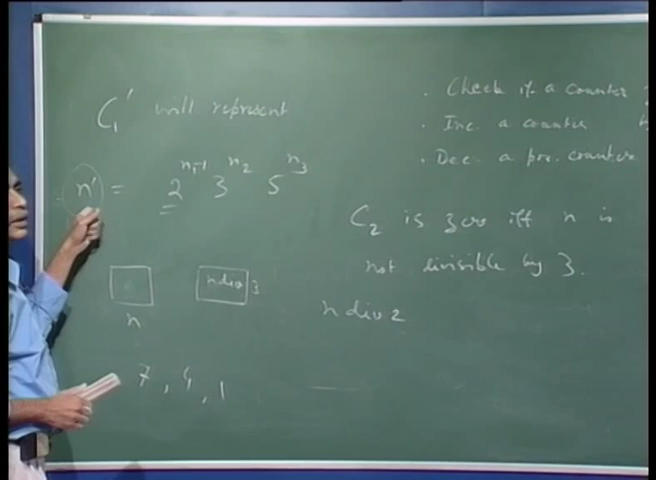 C₁' will represent
n' = 2^(n₁-1) 3^(n₂) 5^(n₃)
n
n div 3
7, 4, 1
. Check if a counter
. Inc. a counter
. Dec. a pos. counter
C₂ is zero iff n is
not divisible by 3.
n div 2